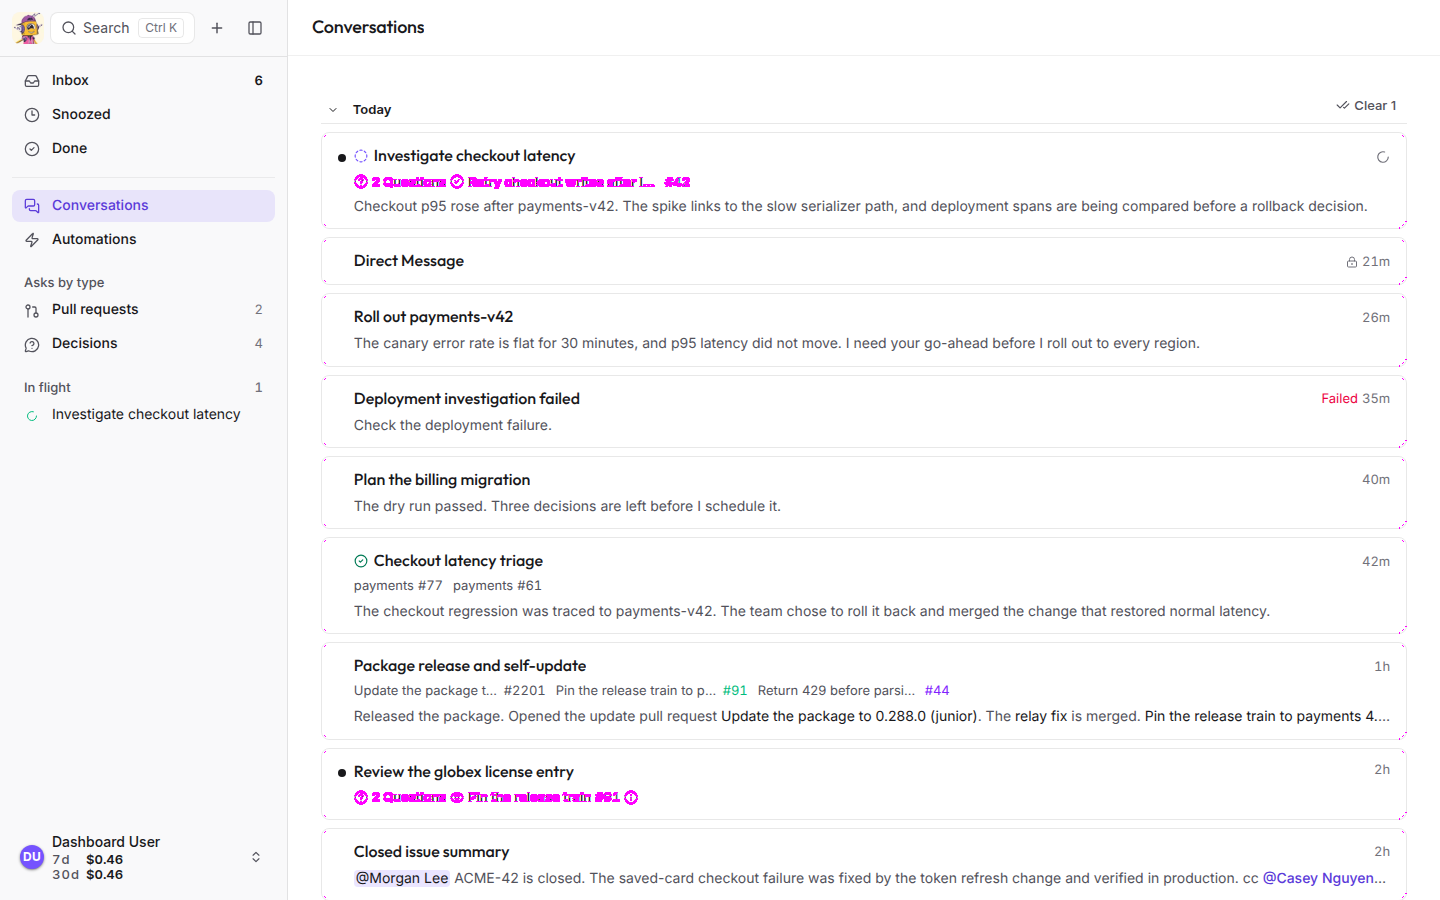 Search Ctrl K
Conversations
Inbox 6
Snoozed
Done
Conversations
Automations
Asks by type
Pull requests 2
Decisions 4
In flight 1
Investigate checkout latency
Dashboard User
DU
7d $0.46
30d $0.46
Today
Clear 1
Investigate checkout latency
2 Questions Retry checkout writes after l... #42
Checkout p95 rose after payments-v42. The spike links to the slow serializer path, and deployment spans are being compared before a rollback decision.
Direct Message 21m
Roll out payments-v42 26m
The canary error rate is flat for 30 minutes, and p95 latency did not move. I need your go-ahead before I roll out to every region.
Deployment investigation failed Failed 35m
Check the deployment failure.
Plan the billing migration 40m
The dry run passed. Three decisions are left before I schedule it.
Checkout latency triage 42m
payments #77 payments #61
The checkout regression was traced to payments-v42. The team chose to roll it back and merged the change that restored normal latency.
Package release and self-update 1h
Update the package t... #2201 Pin the release train to p... #91 Return 429 before parsi... #44
Released the package. Opened the update pull request Update the package to 0.288.0 (junior). The relay fix is merged. Pin the release train to payments 4....
Review the globex license entry 2h
2 Questions Pin the release train
Closed issue summary 2h
@Morgan Lee ACME-42 is closed. The saved-card checkout failure was fixed by the token refresh change and verified in production. cc @Casey Nguyen...